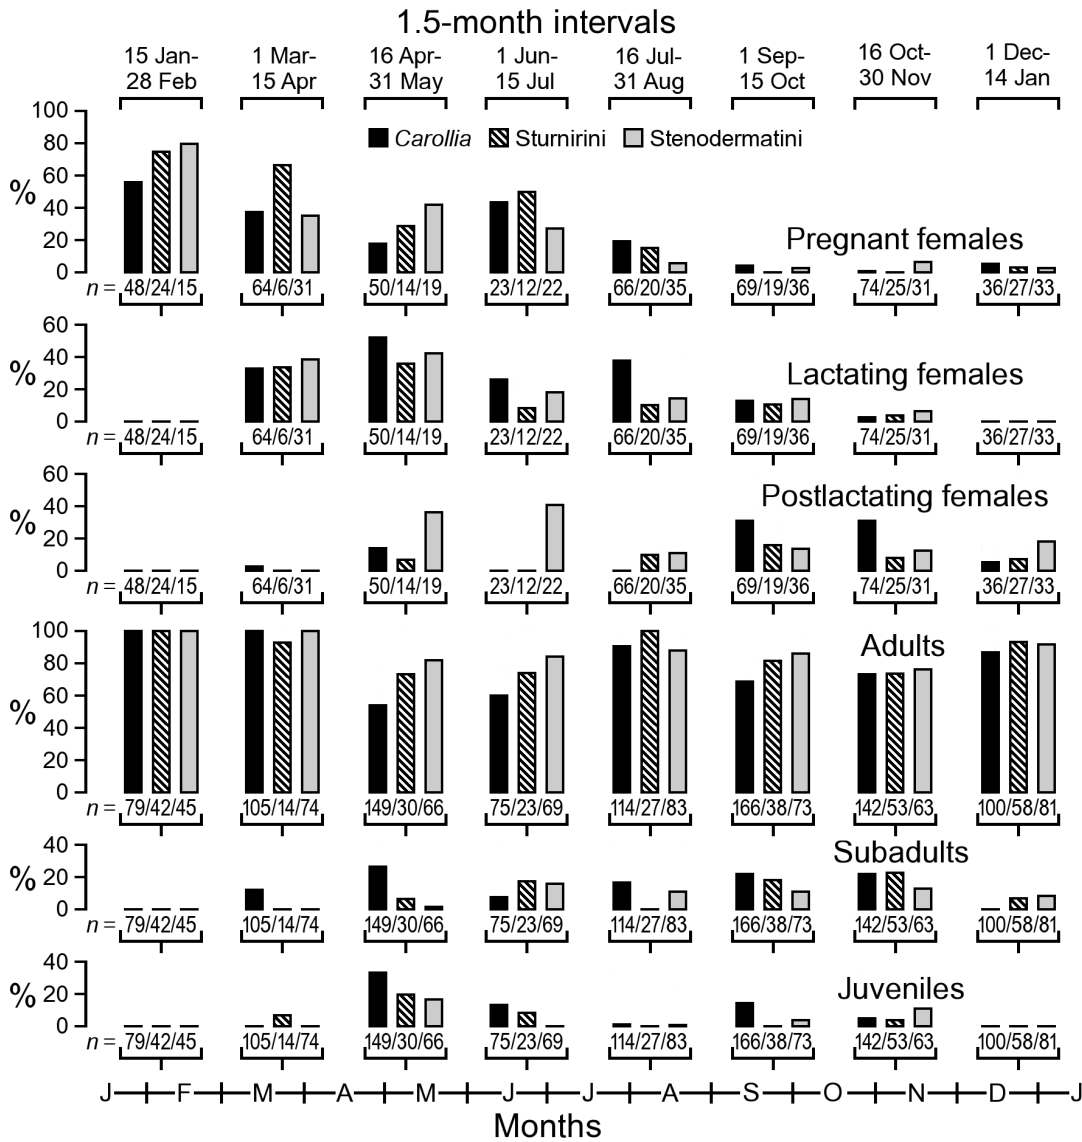 1.5-month intervals
15 Jan- 1 Mar- 16 Apr- 1 Jun- 16 Jul- 1 Sep- 16 Oct- 1 Dec-
28 Feb 15 Apr 31 May 15 Jul 31 Aug 15 Oct 30 Nov 14 Jan
100
80
60
40
20
0
%
Carollia Sturnirini Stenodermatini
Pregnant females
n = 48/24/15 64/6/31 50/14/19 23/12/22 66/20/35 69/19/36 74/25/31 36/27/33
60
40
20
0
%
Lactating females
n = 48/24/15 64/6/31 50/14/19 23/12/22 66/20/35 69/19/36 74/25/31 36/27/33
60
40
20
0
%
Postlactating females
n = 48/24/15 64/6/31 50/14/19 23/12/22 66/20/35 69/19/36 74/25/31 36/27/33
100
80
60
40
20
0
%
Adults
n = 79/42/45 105/14/74 149/30/66 75/23/69 114/27/83 166/38/73 142/53/63 100/58/81
40
20
0
%
Subadults
n = 79/42/45 105/14/74 149/30/66 75/23/69 114/27/83 166/38/73 142/53/63 100/58/81
40
20
0
%
Juveniles
n = 79/42/45 105/14/74 149/30/66 75/23/69 114/27/83 166/38/73 142/53/63 100/58/81
J F M A M J J A S O N D J
Months